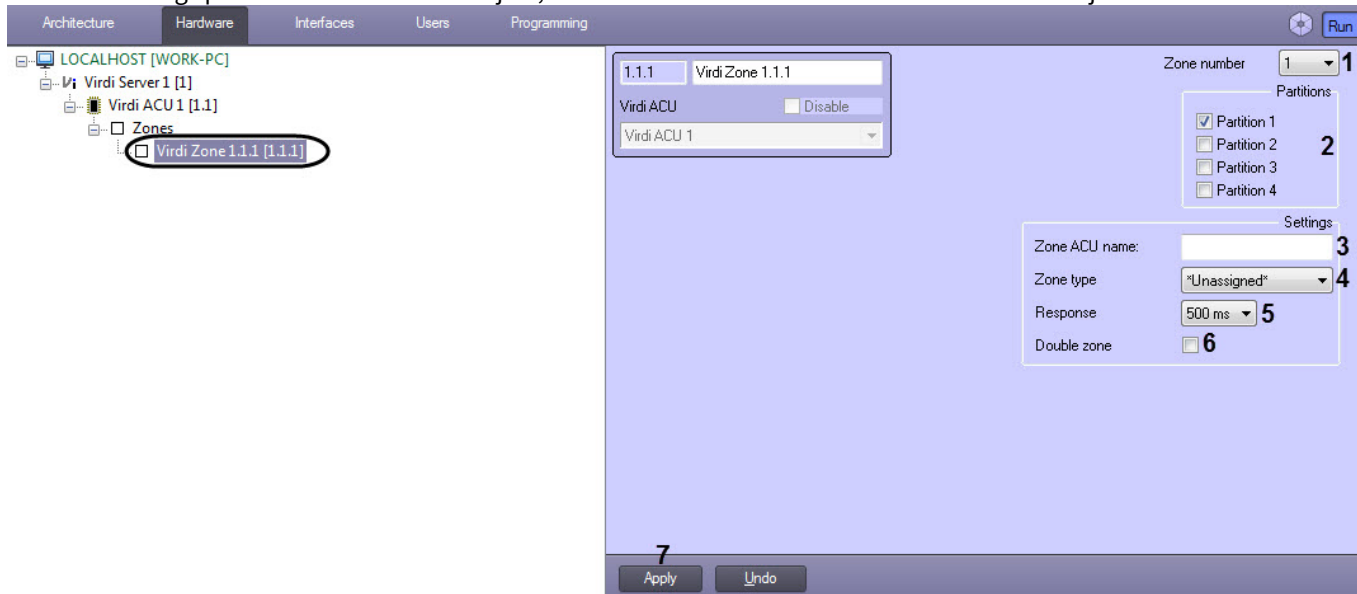 Architecture Hardware Interfaces Users Programming Run
LOCALHOST [WORK-PC]
Virdi Server 1 [1]
Virdi ACU 1 [1.1]
Zones
Virdi Zone 1.1.1 [1.1.1]
1.1.1 Virdi Zone 1.1.1
Virdi ACU Disable
Virdi ACU 1
Zone number 1 1
Partitions
Partition 1
Partition 2 2
Partition 3
Partition 4
Settings
Zone ACU name: 3
Zone type *Unassigned* 4
Response 500 ms 5
Double zone 6
7
Apply Undo